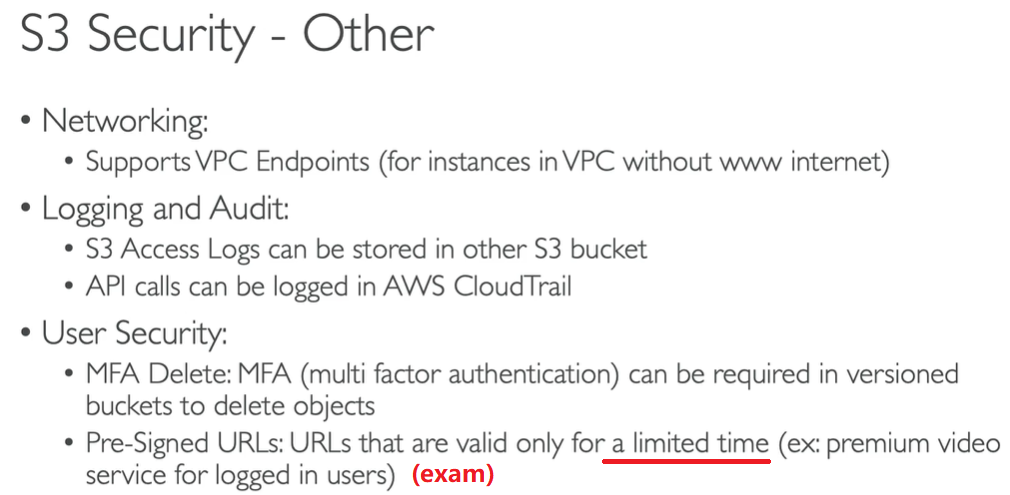 S3 Security - Other
• Networking:
• Supports VPC Endpoints (for instances in VPC without www internet)
• Logging and Audit:
• S3 Access Logs can be stored in other S3 bucket
• API calls can be logged in AWS CloudTrail
• User Security:
• MFA Delete: MFA (multi factor authentication) can be required in versioned
buckets to delete objects
• Pre-Signed URLs: URLs that are valid only for a limited time (ex: premium video
service for logged in users) (exam)